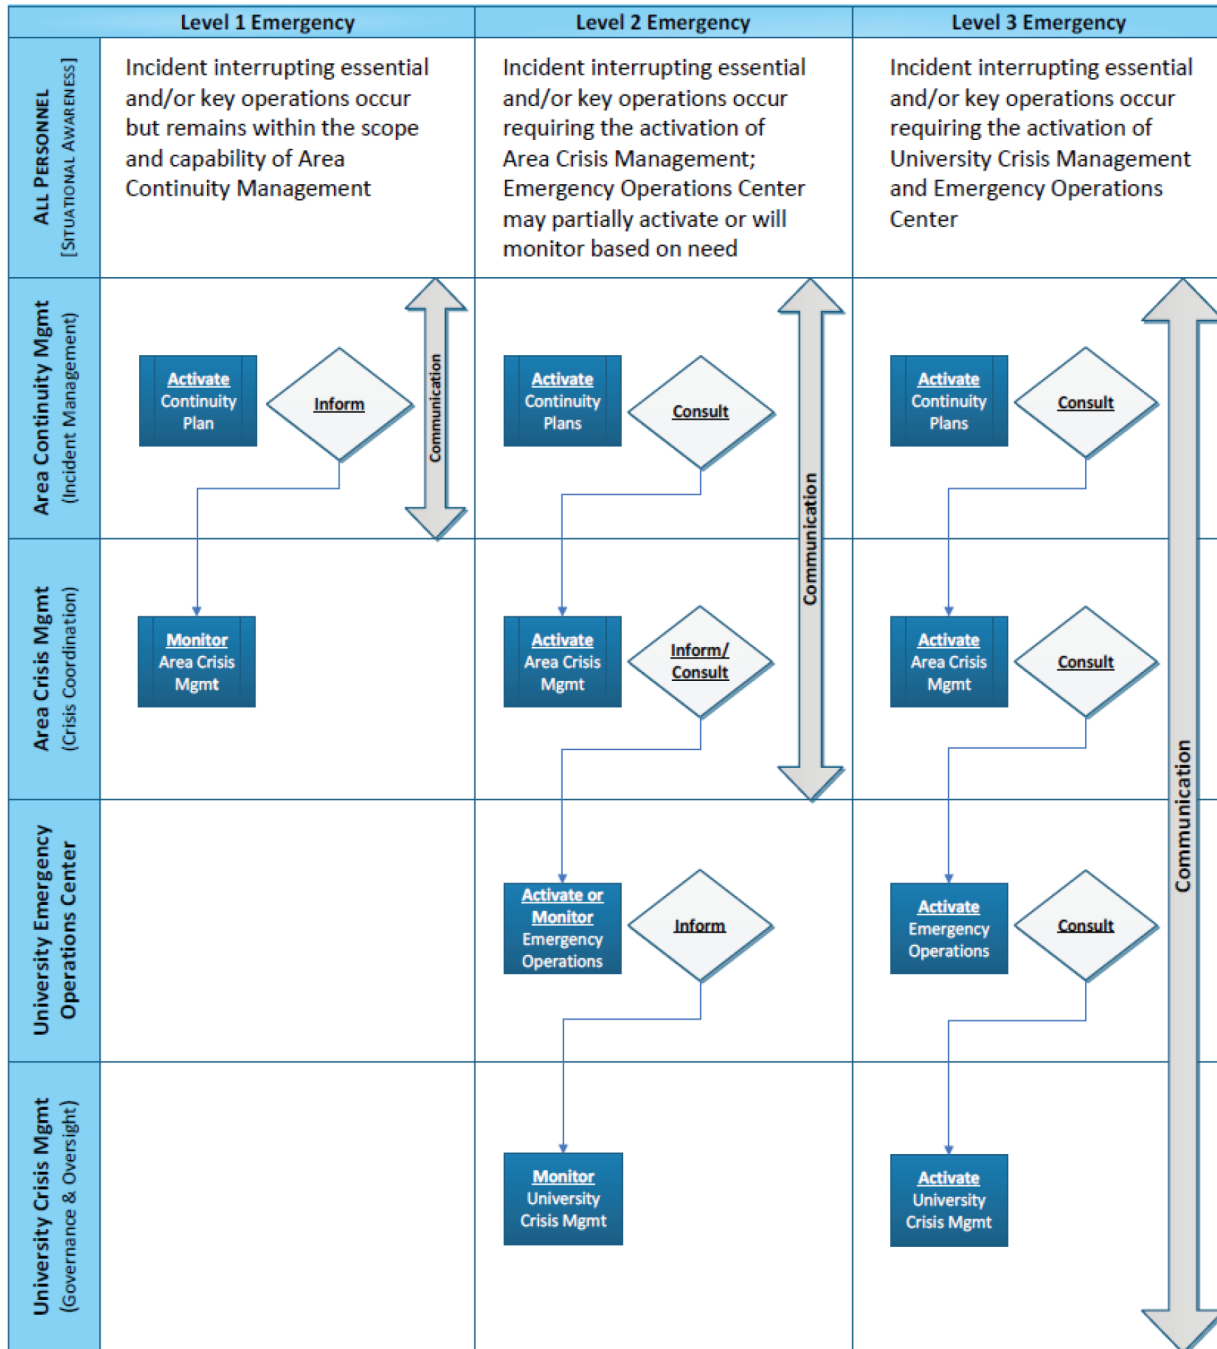 Level 1 Emergency
Level 2 Emergency
Level 3 Emergency
ALL PERSONNEL
[SITUATIONAL AWARENESS]
Incident interrupting essential
and/or key operations occur
but remains within the scope
and capability of Area
Continuity Management
Incident interrupting essential
and/or key operations occur
requiring the activation of
Area Crisis Management;
Emergency Operations Center
may partially activate or will
monitor based on need
Incident interrupting essential
and/or key operations occur
requiring the activation of
University Crisis Management
and Emergency Operations
Center
Area Continuity Mgmt
(Incident Management)
Activate
Continuity
Plan
Inform
Communication
Activate
Continuity
Plans
Consult
Communication
Activate
Continuity
Plans
Consult
Communication
Area Crisis Mgmt
(Crisis Coordination)
Monitor
Area Crisis
Mgmt
Activate
Area Crisis
Mgmt
Inform/
Consult
Activate
Area Crisis
Mgmt
Consult
University Emergency
Operations Center
Activate or
Monitor
Emergency
Operations
Inform
Activate
Emergency
Operations
Consult
University Crisis Mgmt
(Governance & Oversight)
Monitor
University
Crisis Mgmt
Activate
University
Crisis Mgmt